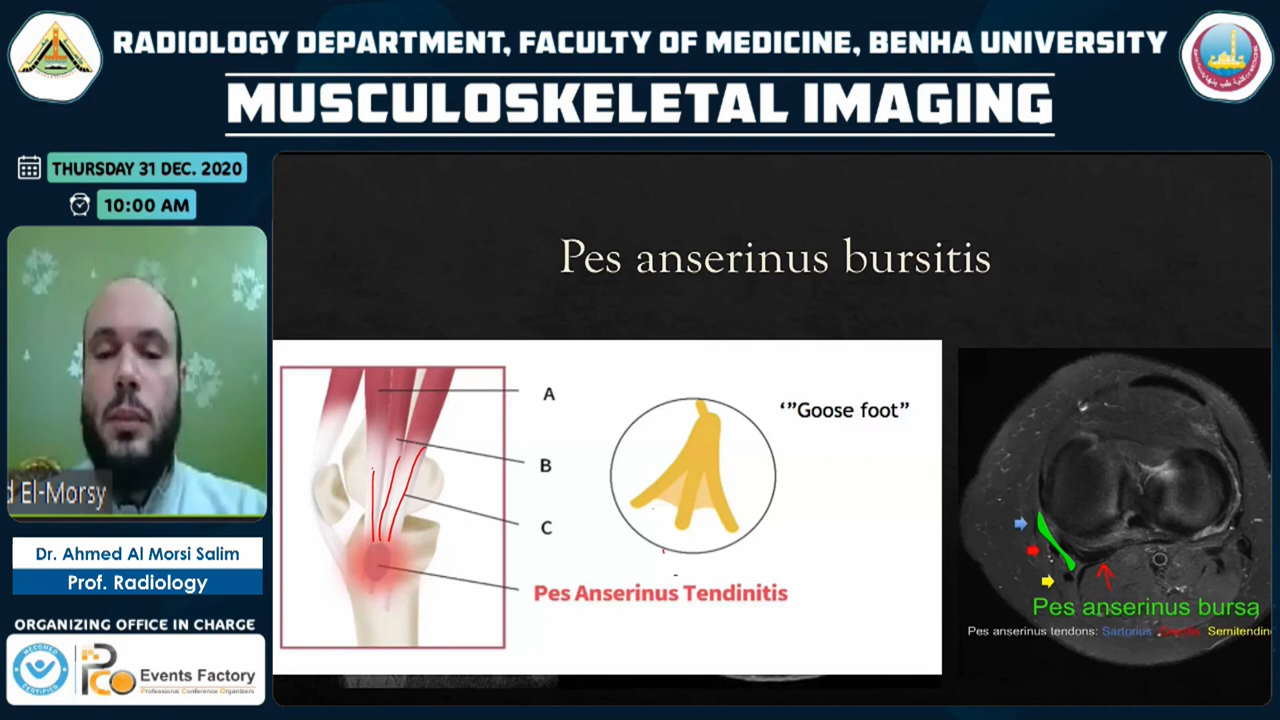 RADIOLOGY DEPARTMENT, FACULTY OF MEDICINE, BENHA UNIVERSITY
MUSCULOSKELETAL IMAGING
THURSDAY 31 DEC. 2020
10:00 AM
d El-Morsy
Dr. Ahmed Al Morsi Salim
Prof. Radiology
ORGANIZING OFFICE IN CHARGE
Events Factory
Professional Conference Organizers
Pes anserinus bursitis
A
B
C
Pes Anserinus Tendinitis
‘”Goose foot”
Pes anserinus bursa
Pes anserinus tendons: Sartorius Semitendin